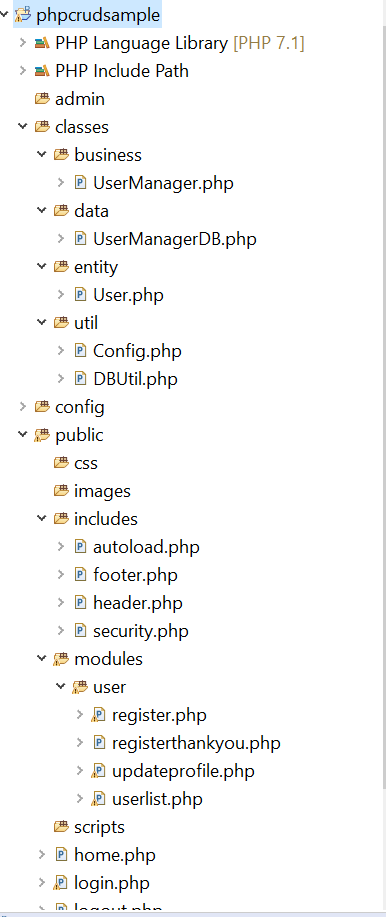 phpcrudsample
PHP Language Library [PHP 7.1]
PHP Include Path
admin
classes
business
UserManager.php
data
UserManagerDB.php
entity
User.php
util
Config.php
DBUtil.php
config
public
css
images
includes
autoload.php
footer.php
header.php
security.php
modules
user
register.php
registerthankyou.php
updateprofile.php
userlist.php
scripts
home.php
login.php
logout.php